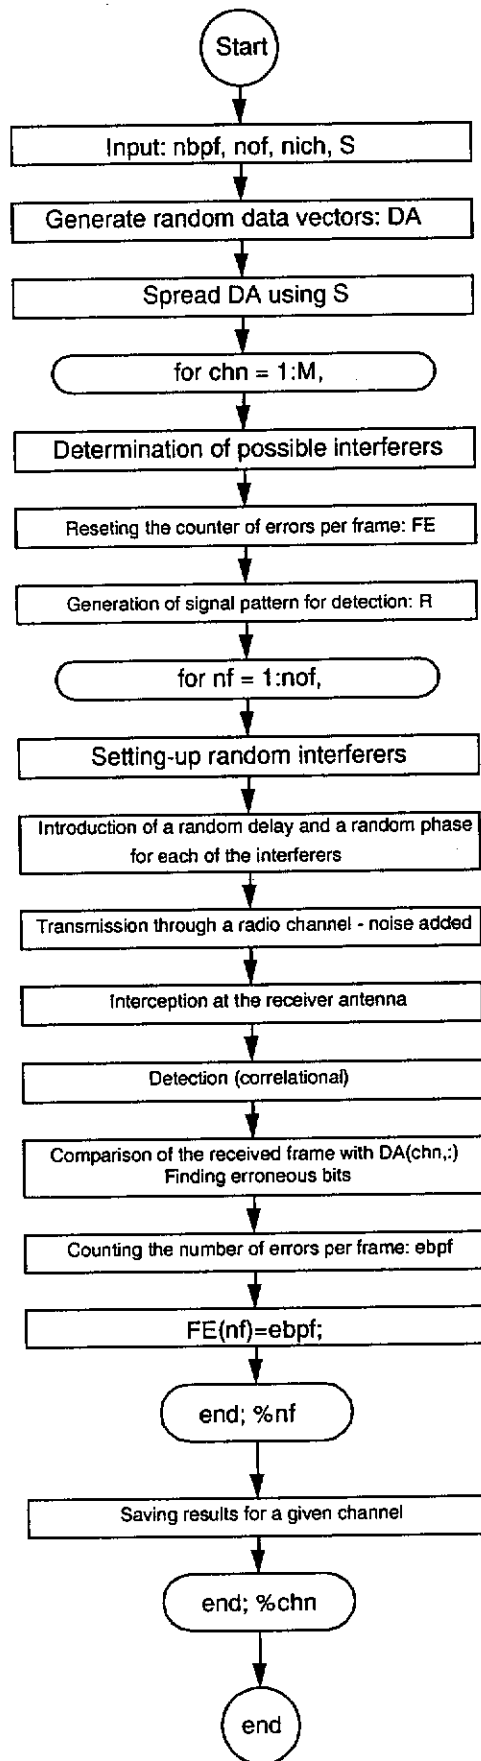 Start
Input: nbpf, nof, nich, S
Generate random data vectors: DA
Spread DA using S
for chn = 1:M,
Determination of possible interferers
Reseting the counter of errors per frame: FE
Generation of signal pattern for detection: R
for nf = 1:nof,
Setting-up random interferers
Introduction of a random delay and a random phase
for each of the interferers
Transmission through a radio channel - noise added
Interception at the receiver antenna
Detection (correlational)
Comparison of the received frame with DA(chn,:)
Finding erroneous bits
Counting the number of errors per frame: ebpf
FE(nf)=ebpf;
end; %nf
Saving results for a given channel
end; %chn
end